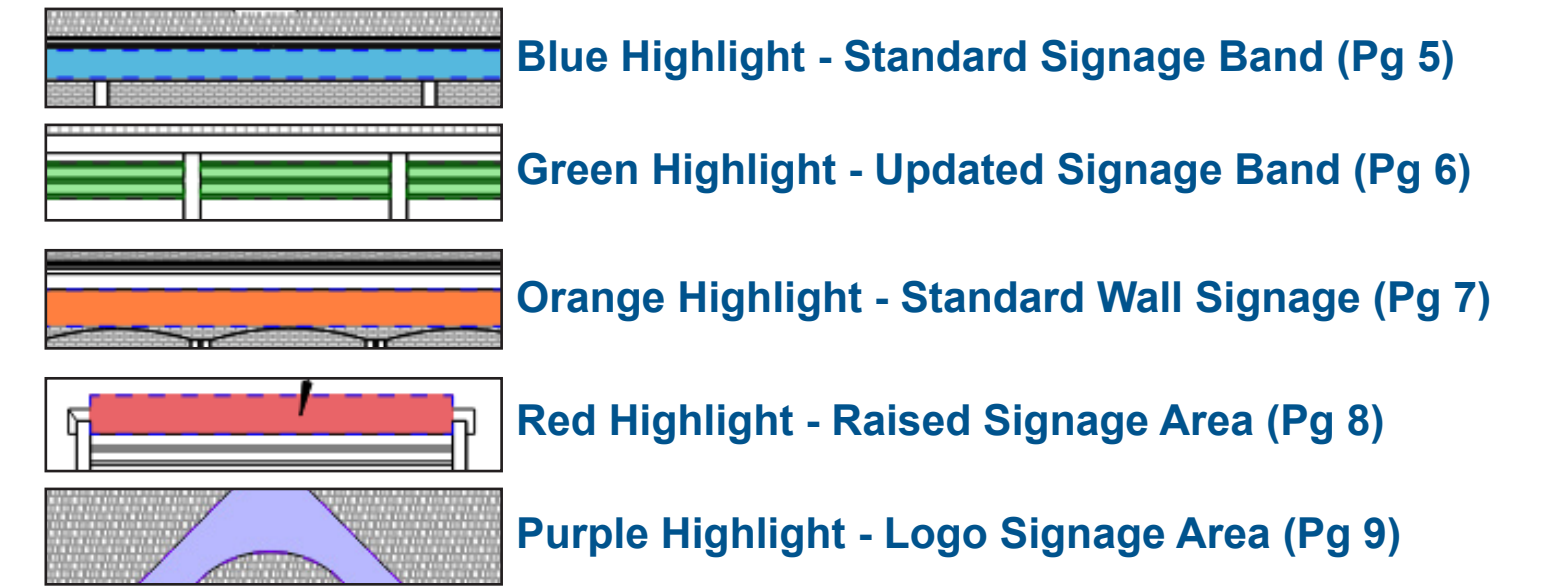 Blue Highlight - Standard Signage Band (Pg 5)
Green Highlight - Updated Signage Band (Pg 6)
Orange Highlight - Standard Wall Signage (Pg 7)
Red Highlight - Raised Signage Area (Pg 8)
Purple Highlight - Logo Signage Area (Pg 9)